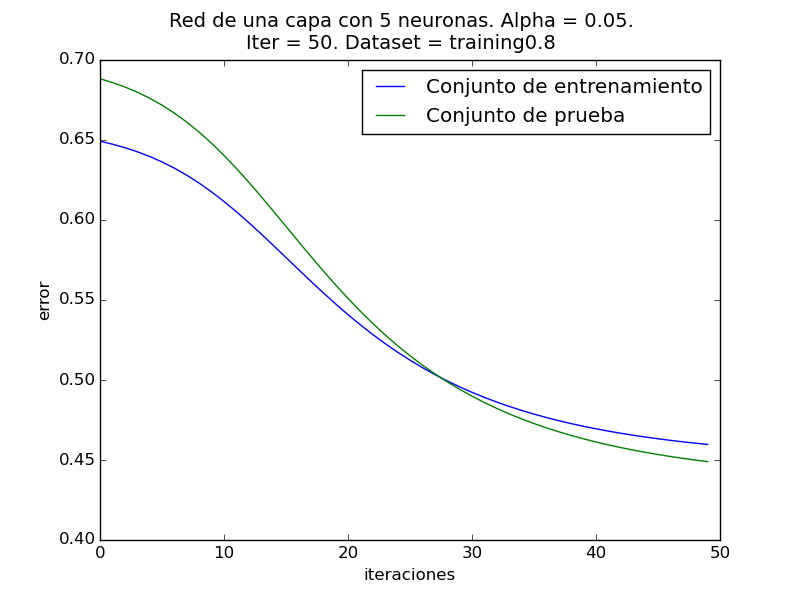 Red de una capa con 5 neuronas. Alpha = 0.05.
Iter = 50. Dataset = training0.8
Conjunto de entrenamiento
Conjunto de prueba
error
0.70
0.65
0.60
0.55
0.50
0.45
0.40
0
10
20
30
40
50
iteraciones